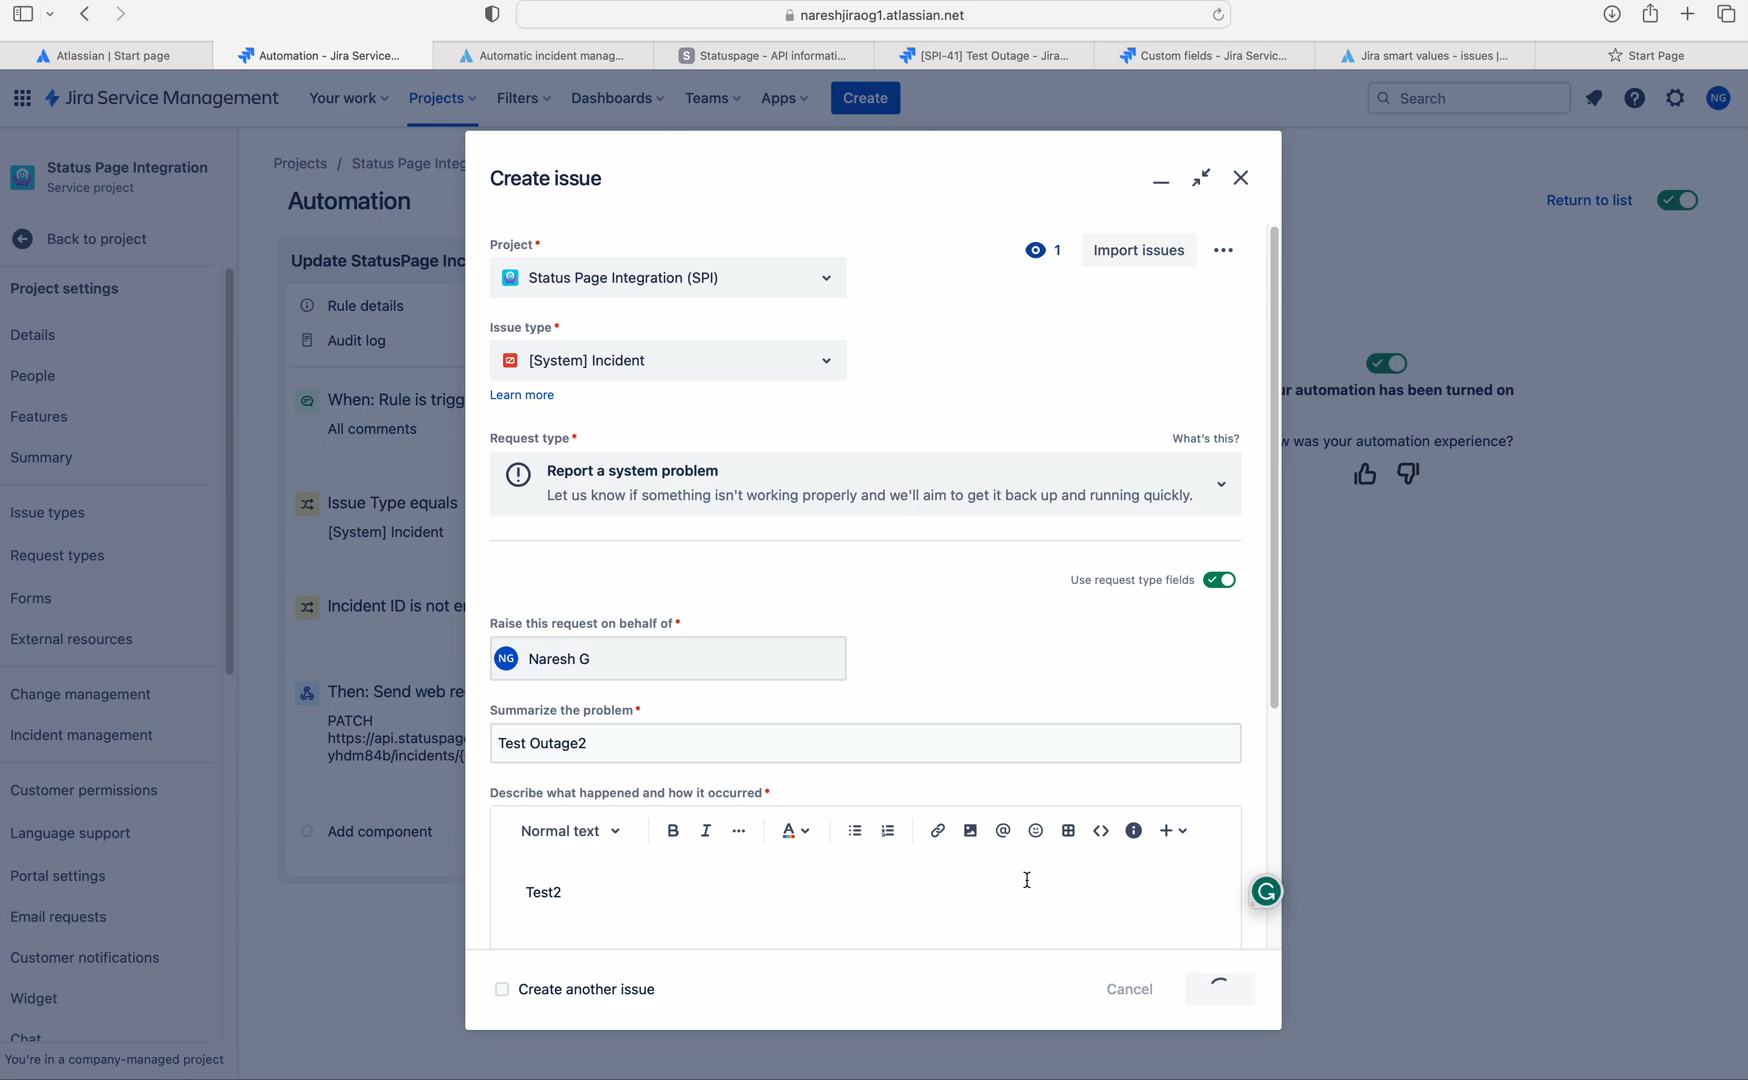 nareshjiraog1.atlassian.net
Atlassian | Start page
Automation - Jira Service...
Automatic incident manag...
Statuspage - API informati...
[SPI-41] Test Outage - Jira...
Custom fields - Jira Servic...
Jira smart values - issues |...
Start Page
Jira Service Management
Your work
Projects
Filters
Dashboards
Teams
Apps
Create
Search
NG
Status Page Integration
Service project
Back to project
Project settings
Details
People
Features
Summary
Issue types
Request types
Forms
External resources
Change management
Incident management
Customer permissions
Language support
Portal settings
Email requests
Customer notifications
Widget
Chat
You're in a company-managed project
Projects / Status Page Integ
Automation
Return to list
Update StatusPage Inc
Rule details
Audit log
When: Rule is trigg
All comments
Issue Type equals
[System] Incident
Incident ID is not e
Then: Send web re
PATCH
https://api.statuspag
yhdm84b/incidents/{
Add component
Create issue
Project *
1
Import issues
Status Page Integration (SPI)
Issue type *
[System] Incident
Learn more
Request type *
What's this?
Report a system problem
Let us know if something isn't working properly and we'll aim to get it back up and running quickly.
Use request type fields
Raise this request on behalf of *
NG Naresh G
Summarize the problem *
Test Outage2
Describe what happened and how it occurred *
Normal text
B I A
Test2
Create another issue
Cancel
r automation has been turned on
w was your automation experience?